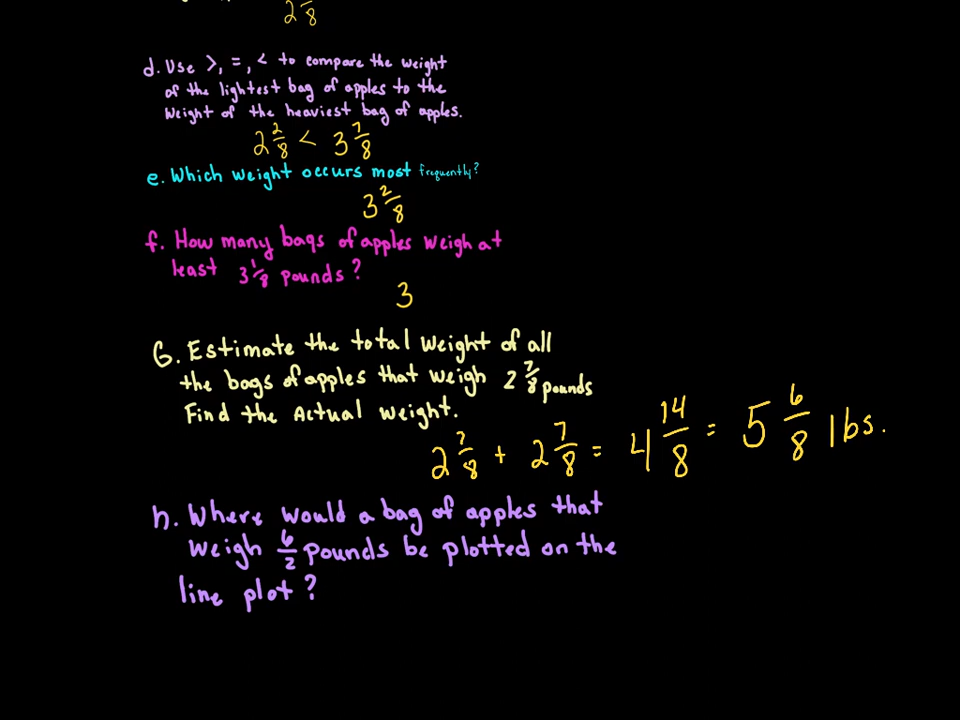 2 /8
d. Use >, =, < to compare the weight
of the lightest bag of apples to the
weight of the heaviest bag of apples.
2 2/8 < 3 7/8
e. Which weight occurs most frequently?
3 2/8
f. How many bags of apples weigh at
least 3 1/8 pounds?
3
G. Estimate the total weight of all
the bags of apples that weigh 2 7/8 pounds
Find the Actual weight.
2 7/8 + 2 7/8 = 4 14/8 = 5 6/8 lbs.
h. Where would a bag of apples that
weigh 6/2 pounds be plotted on the
line plot?